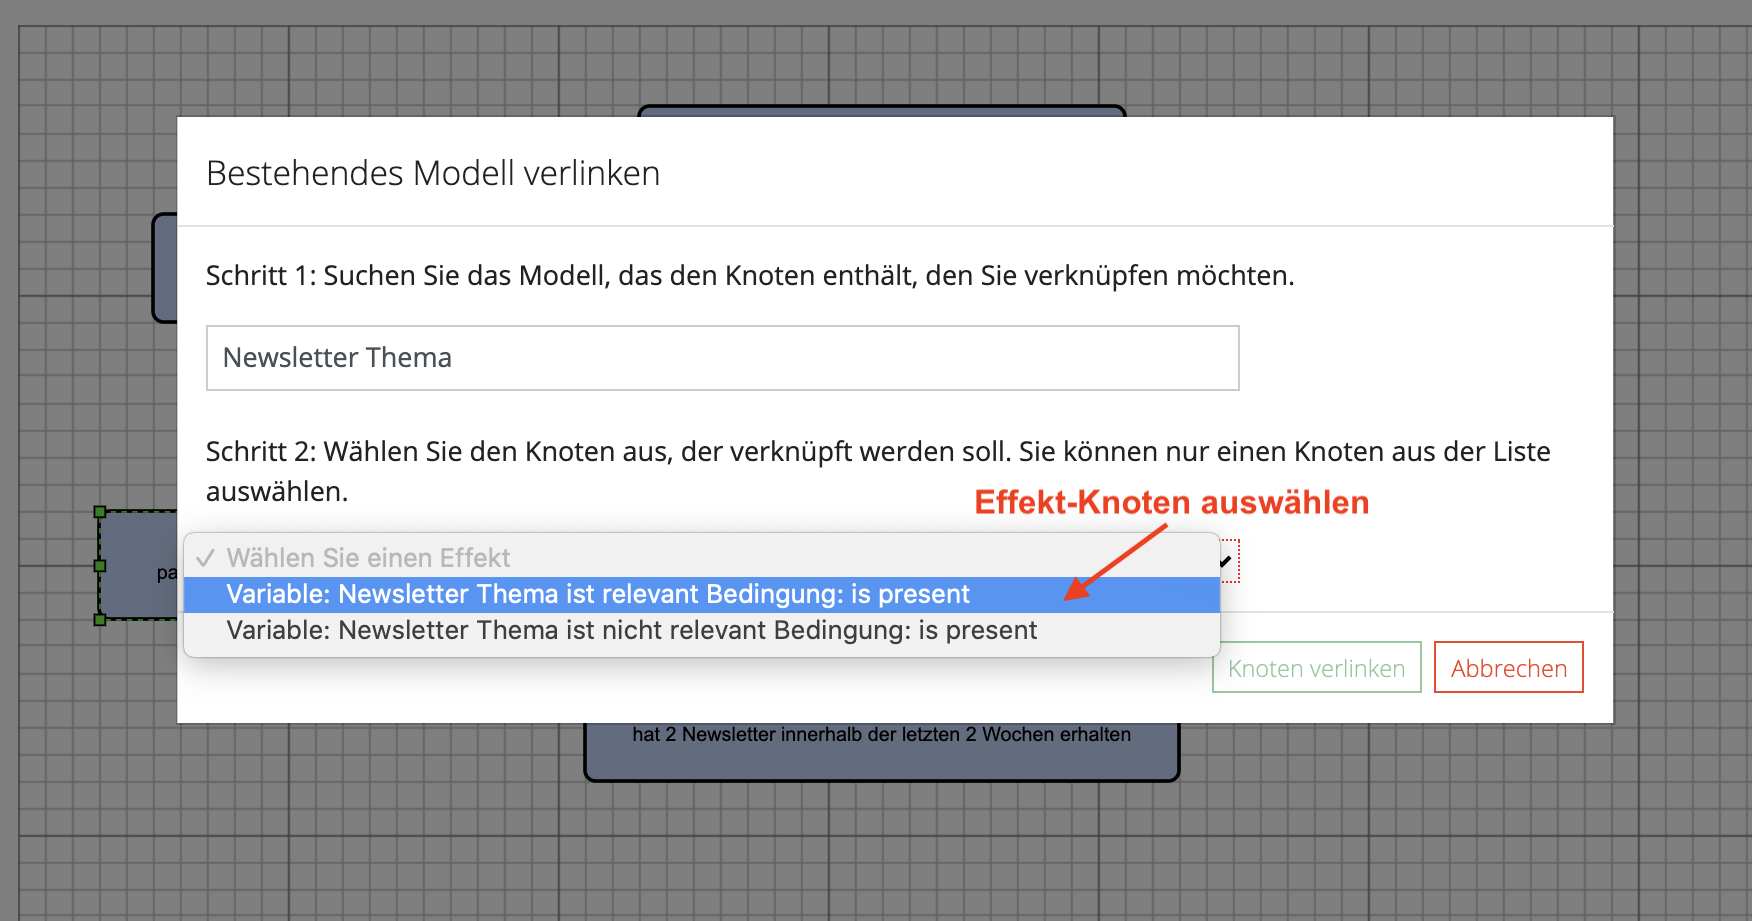 Bestehendes Modell verlinken
Schritt 1: Suchen Sie das Modell, das den Knoten enthält, den Sie verknüpfen möchten.
Newsletter Thema
Schritt 2: Wählen Sie den Knoten aus, der verknüpft werden soll. Sie können nur einen Knoten aus der Liste
auswählen.
Effekt-Knoten auswählen
✓ Wählen Sie einen Effekt
pa
Variable: Newsletter Thema ist relevant Bedingung: is present
Variable: Newsletter Thema ist nicht relevant Bedingung: is present
Knoten verlinken
Abbrechen
hat 2 Newsletter innerhalb der letzten 2 Wochen erhalten